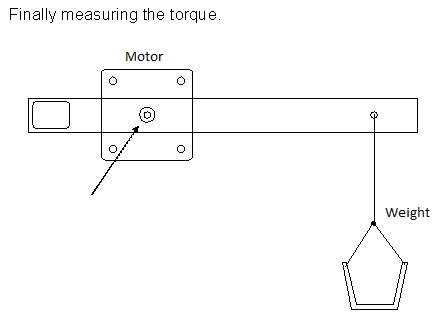 Finally measuring the torque.
Motor
Weight